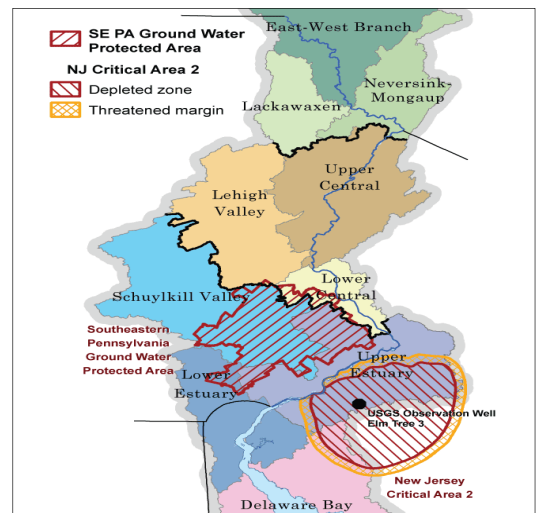 SE PA Ground Water
Protected Area
NJ Critical Area 2
Depleted zone
Threatened margin
East-West Branch
Neversink-
Mongaup
Lackawaxen
Upper
Central
Lehigh
Valley
Lower
Central
Schuylkill Valley
Southeastern
Pennsylvania
Ground Water
Protected Area
Upper
Estuary
Lower
Estuary
USGS Observation Well
Elm Tree 3
New Jersey
Critical Area 2
Delaware Bay